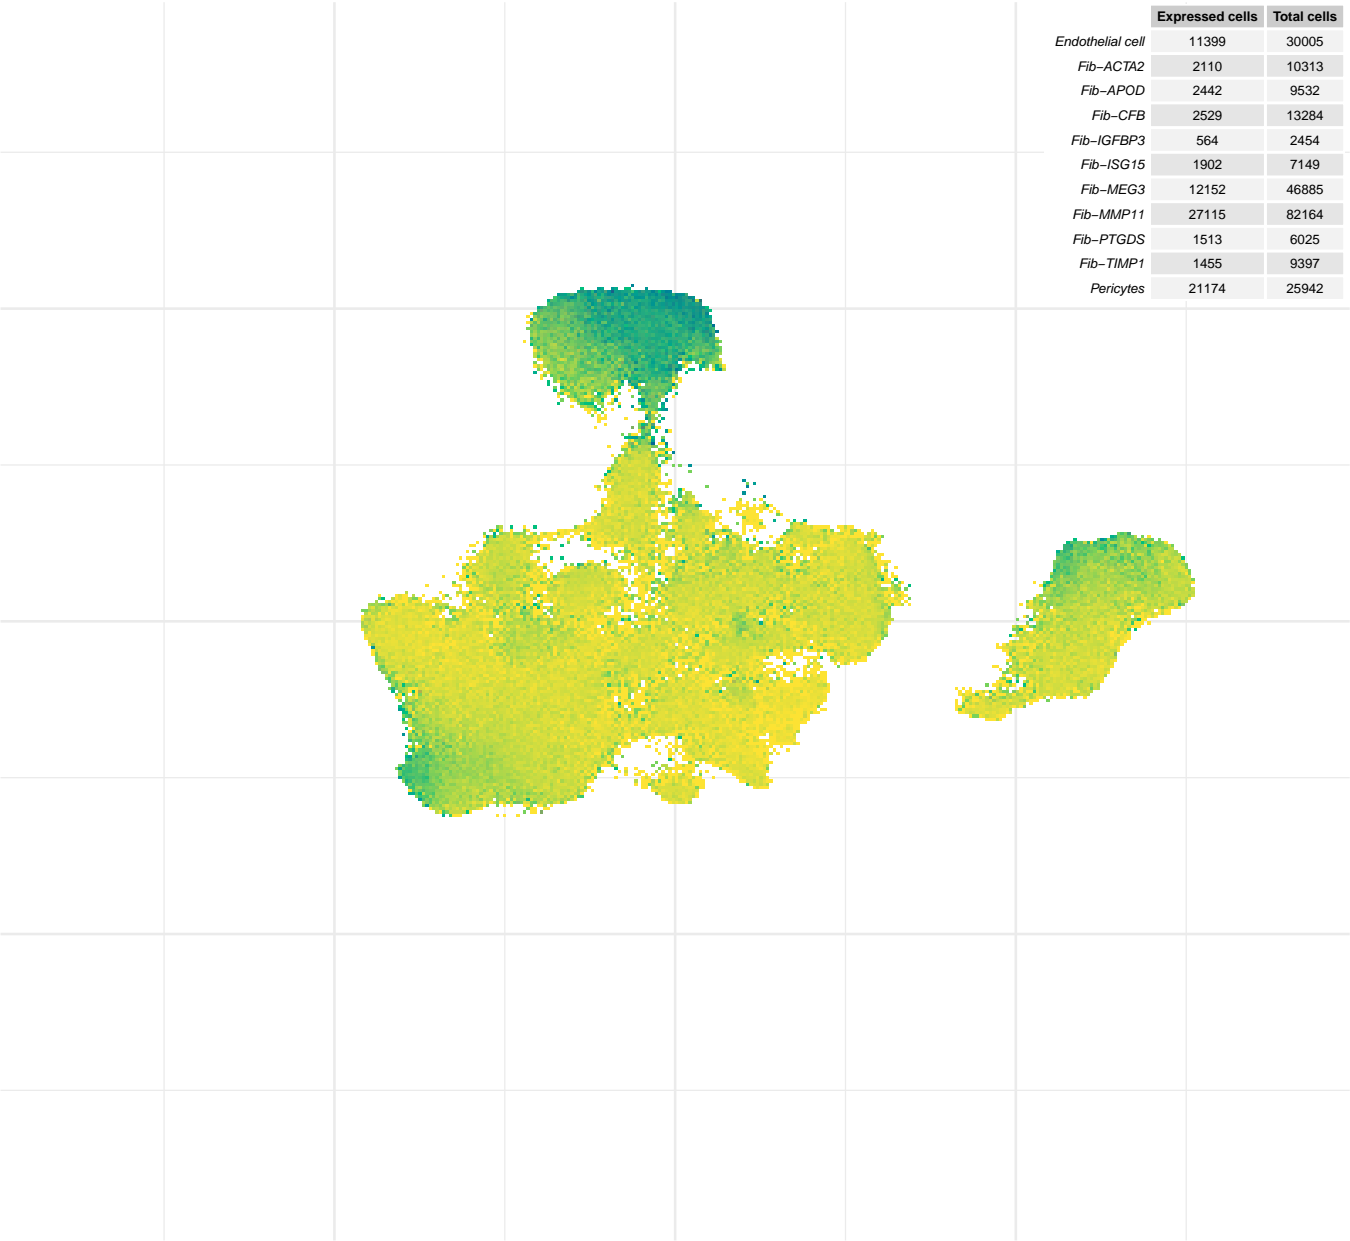 Expressed cells Total cells
Endothelial cell 11399 30005
Fib−ACTA2 2110 10313
Fib−APOD 2442 9532
Fib−CFB 2529 13284
Fib−IGFBP3 564 2454
Fib−ISG15 1902 7149
Fib−MEG3 12152 46885
Fib−MMP11 27115 82164
Fib−PTGDS 1513 6025
Fib−TIMP1 1455 9397
Pericytes 21174 25942